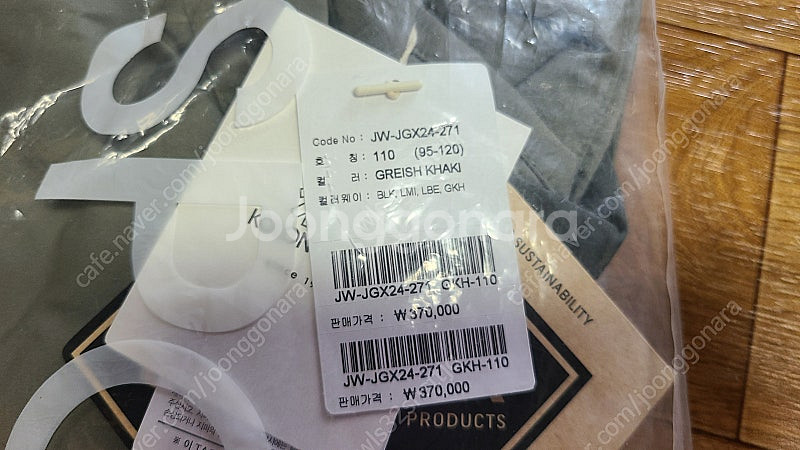 Code No : JW-JGX24-271
호 칭 : 110 (95-120)
컬 러 : GREISH KHAKI
컬러웨이 : BLK, LMI, LBE, GKH
JW-JGX24-271 GKH-110
판매가격 : ₩370,000
JW-JGX24-271 GKH-110
판매가격 : ₩370,000
SUSTAINABILITY
PRODUCTS
Joonggonara
cafe.naver.com/joonggonara